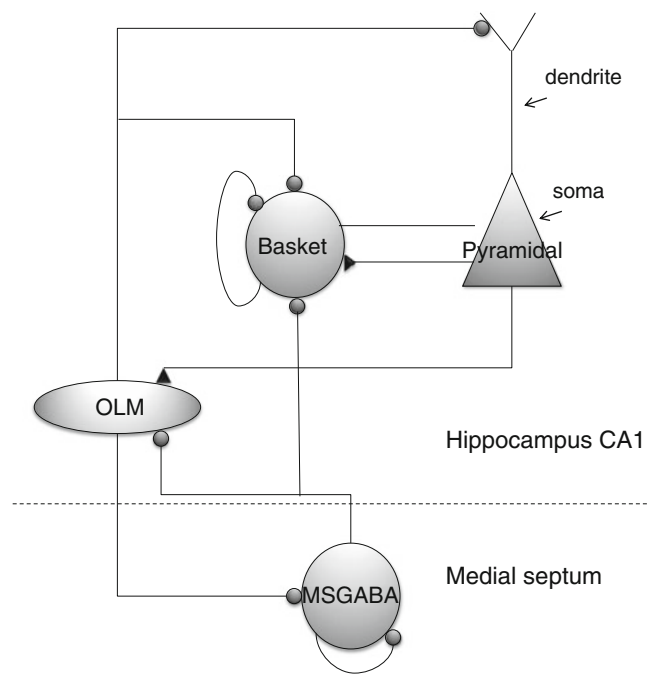 dendrite
soma
Basket
Pyramidal
OLM
Hippocampus CA1
Medial septum
MSGABA